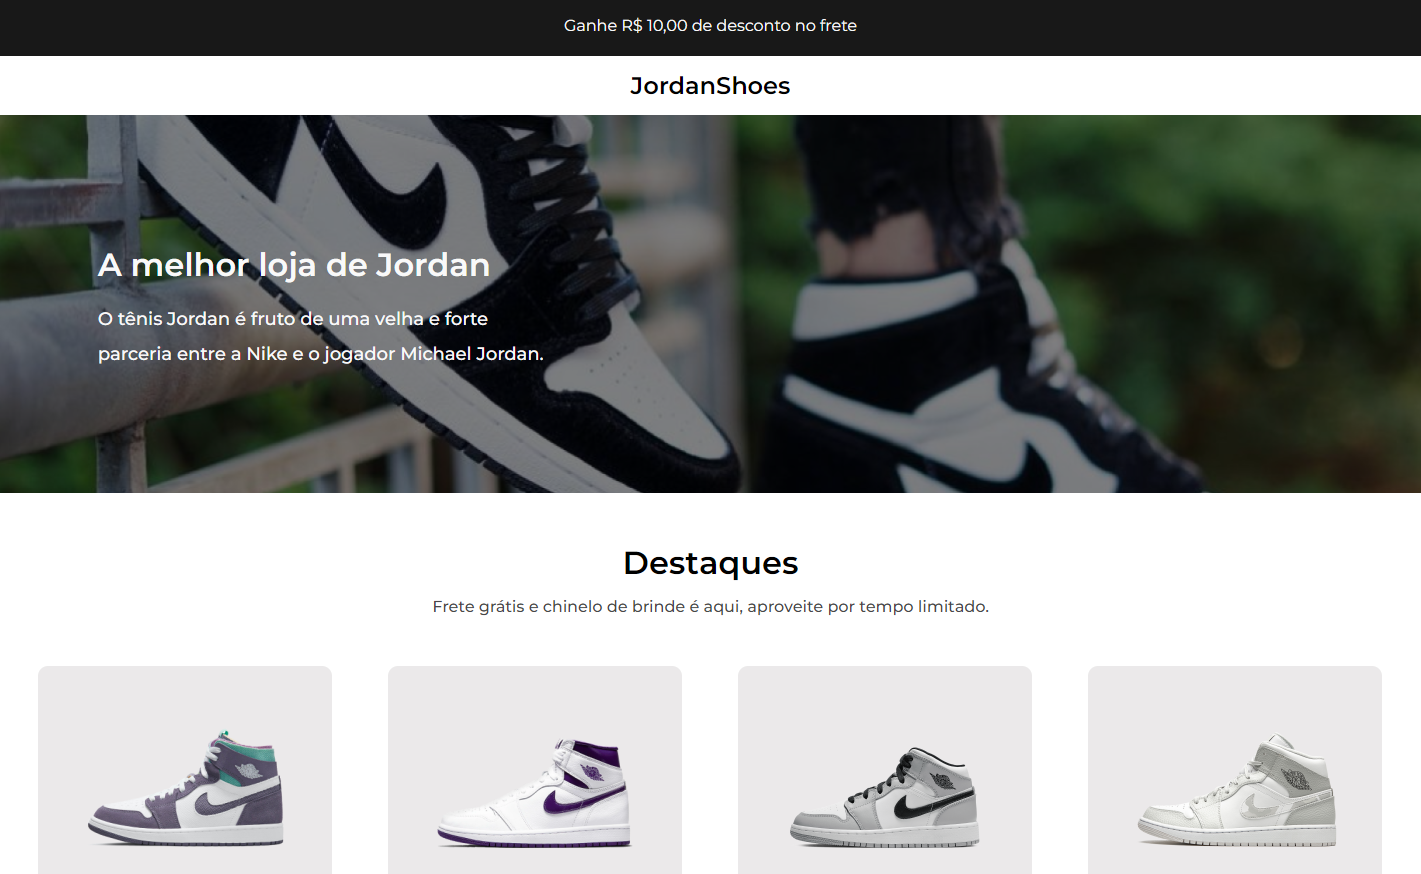 Ganhe R$ 10,00 de desconto no frete
JordanShoes
A melhor loja de Jordan
O tênis Jordan é fruto de uma velha e forte
parceria entre a Nike e o jogador Michael Jordan.
Destaques
Frete grátis e chinelo de brinde é aqui, aproveite por tempo limitado.